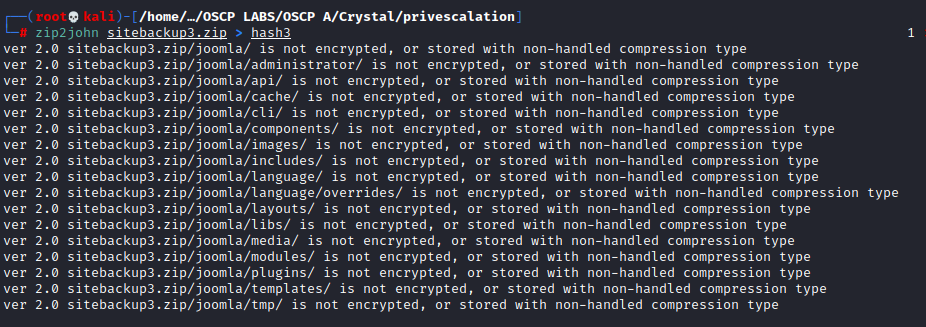 ┌──(root💀kali)-[/home/…/OSCP LABS/OSCP A/Crystal/privescalation]
└─# zip2john sitebackup3.zip > hash3 1
ver 2.0 sitebackup3.zip/joomla/ is not encrypted, or stored with non-handled compression type
ver 2.0 sitebackup3.zip/joomla/administrator/ is not encrypted, or stored with non-handled compression type
ver 2.0 sitebackup3.zip/joomla/api/ is not encrypted, or stored with non-handled compression type
ver 2.0 sitebackup3.zip/joomla/cache/ is not encrypted, or stored with non-handled compression type
ver 2.0 sitebackup3.zip/joomla/cli/ is not encrypted, or stored with non-handled compression type
ver 2.0 sitebackup3.zip/joomla/components/ is not encrypted, or stored with non-handled compression type
ver 2.0 sitebackup3.zip/joomla/images/ is not encrypted, or stored with non-handled compression type
ver 2.0 sitebackup3.zip/joomla/includes/ is not encrypted, or stored with non-handled compression type
ver 2.0 sitebackup3.zip/joomla/language/ is not encrypted, or stored with non-handled compression type
ver 2.0 sitebackup3.zip/joomla/language/overrides/ is not encrypted, or stored with non-handled compression type
ver 2.0 sitebackup3.zip/joomla/layouts/ is not encrypted, or stored with non-handled compression type
ver 2.0 sitebackup3.zip/joomla/libs/ is not encrypted, or stored with non-handled compression type
ver 2.0 sitebackup3.zip/joomla/media/ is not encrypted, or stored with non-handled compression type
ver 2.0 sitebackup3.zip/joomla/modules/ is not encrypted, or stored with non-handled compression type
ver 2.0 sitebackup3.zip/joomla/plugins/ is not encrypted, or stored with non-handled compression type
ver 2.0 sitebackup3.zip/joomla/templates/ is not encrypted, or stored with non-handled compression type
ver 2.0 sitebackup3.zip/joomla/tmp/ is not encrypted, or stored with non-handled compression type